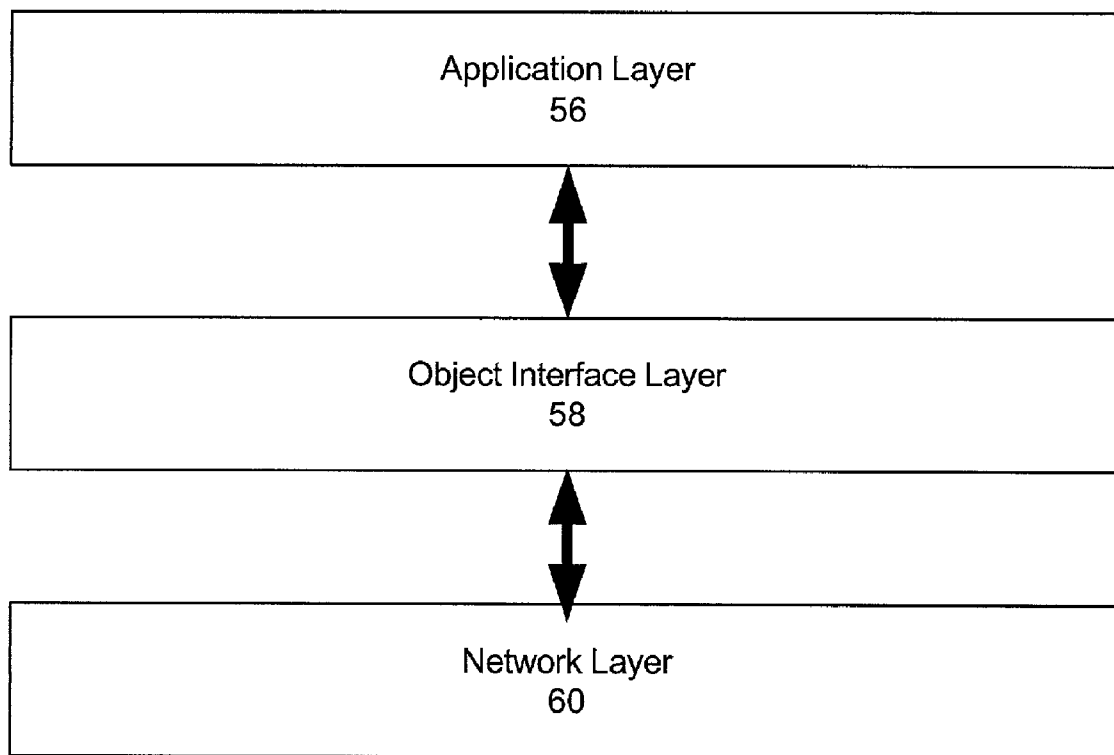 Application Layer
56
Object Interface Layer
58
Network Layer
60